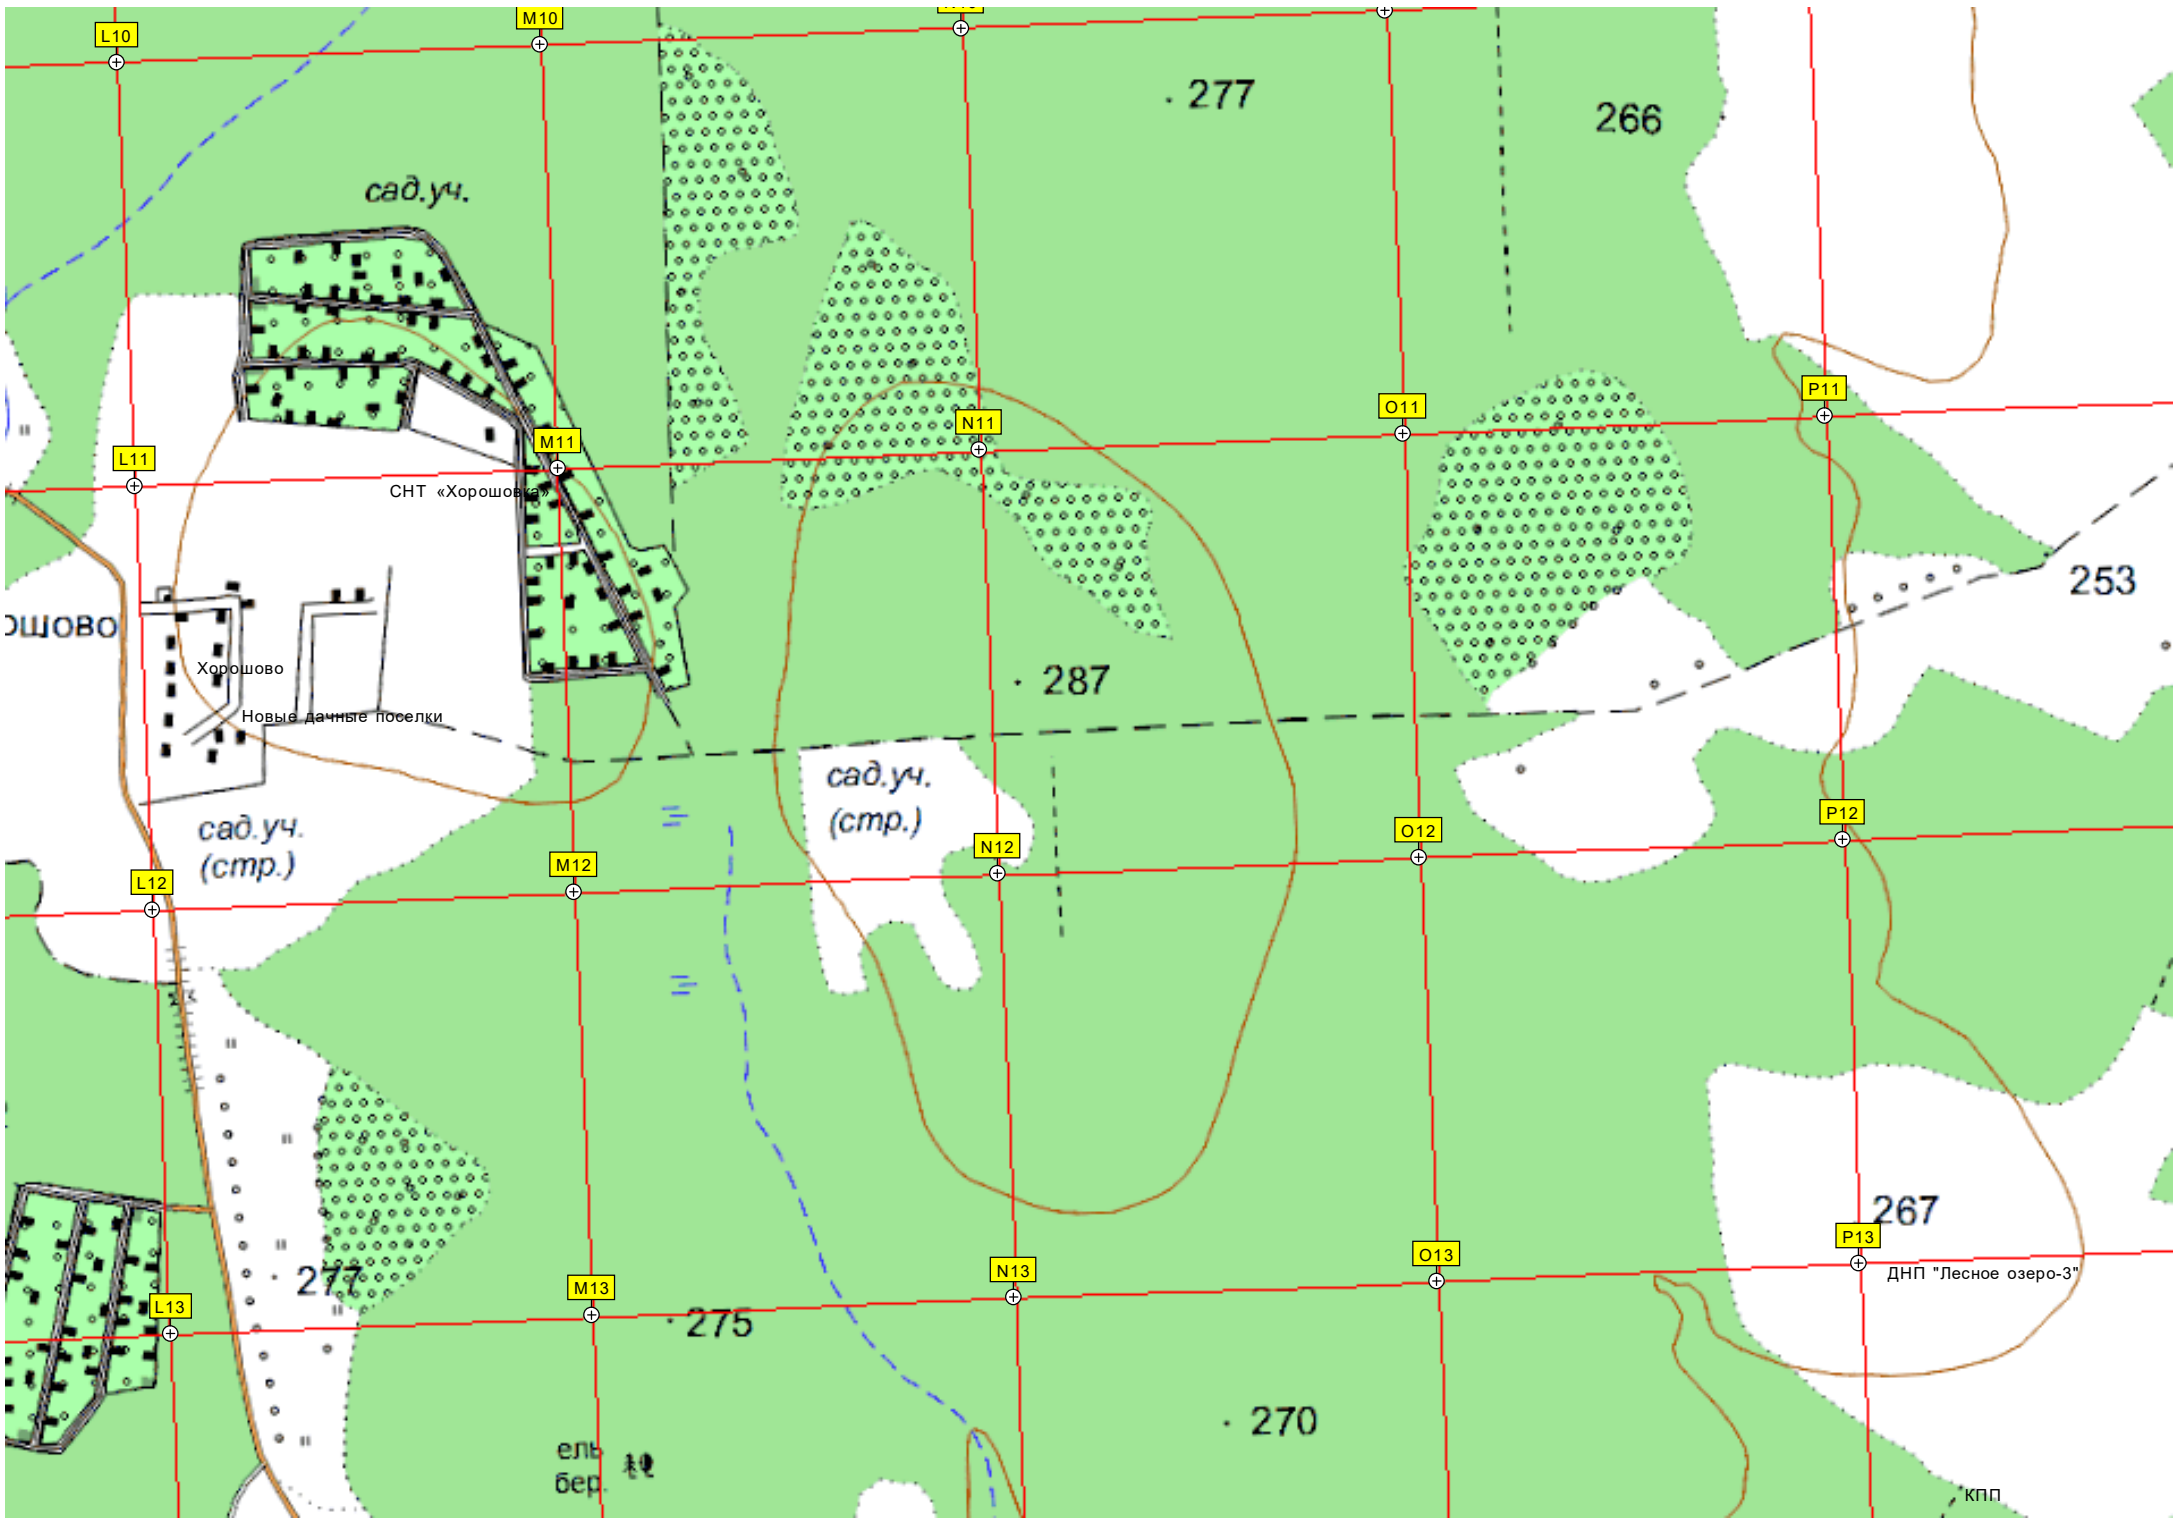 M10
L10
277
266
сад.уч.
P11
O11
N11
M11
L11
СНТ «Хорошовка»
253
ошово
Хорошово
287
Новые дачные поселки
сад.уч.
(стр.)
P12
O12
сад.уч.
(стр.)
N12
M12
L12
267
P13
O13
ДНП "Лесное озеро-3"
N13
277
M13
L13
275
270
ель
бер.
КПП